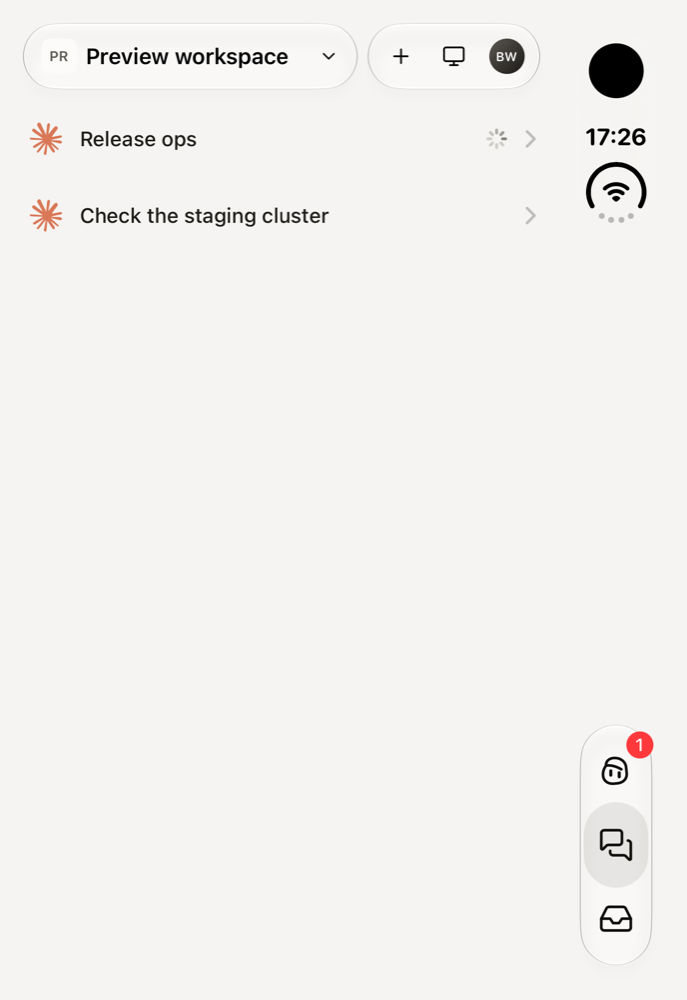 PR Preview workspace BW
17:26
Release ops
Check the staging cluster
1